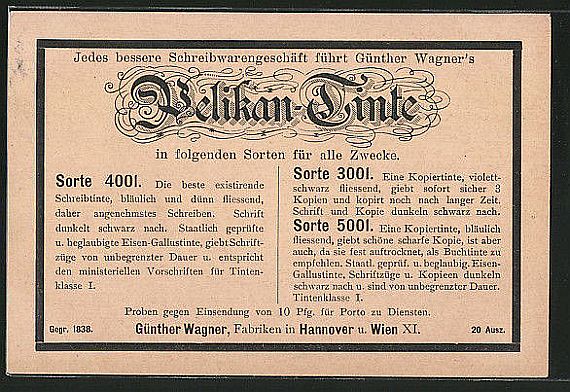 Jedes bessere Schreibwarengeschäft führt Günther Wagner's
Pelikan-Tinte
in folgenden Sorten für alle Zwecke.
Sorte 4001. Die beste existirende
Schreibtinte, bläulich und dünn fliessend,
daher angenehmstes Schreiben. Schrift
dunkelt schwarz nach. Staatlich geprüfte
u. beglaubigte Eisen-Gallustinte, giebt Schrift-
züge von unbegrenzter Dauer u. entspricht
den ministeriellen Vorschriften für Tinten-
klasse I.
Sorte 3001. Eine Kopiertinte, violett-
schwarz fliessend, giebt sofort sicher 3
Kopien und kopirt noch nach langer Zeit.
Schrift und Kopie dunkeln schwarz nach.
Sorte 5001. Eine Kopiertinte, bläulich
fliessend, giebt schöne scharfe Kopie, ist aber
auch, da sie fest auftrocknet, als Buchtinte zu
empfehlen. Staatl. geprüf. u. beglaubig. Eisen-
Gallustinte, Schriftzüge u. Kopieen dunkeln
schwarz nach u. sind von unbegrenzter Dauer.
Tintenklasse I.
Proben gegen Einsendung von 10 Pfg. für Porto zu Diensten.
Gegr. 1838. Günther Wagner, Fabriken in Hannover u. Wien XI. 20 Ausz.